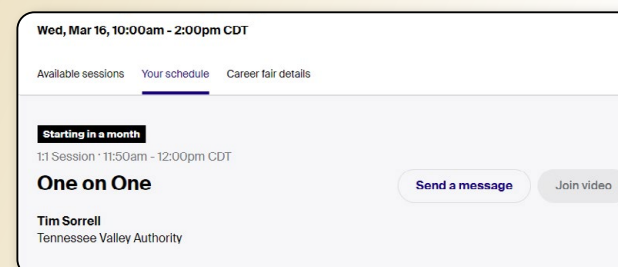 Wed, Mar 16, 10:00am - 2:00pm CDT
Available sessions Your schedule Career fair details
Starting in a month
1:1 Session · 11:50am - 12:00pm CDT
One on One
Send a message Join video
Tim Sorrell
Tennessee Valley Authority